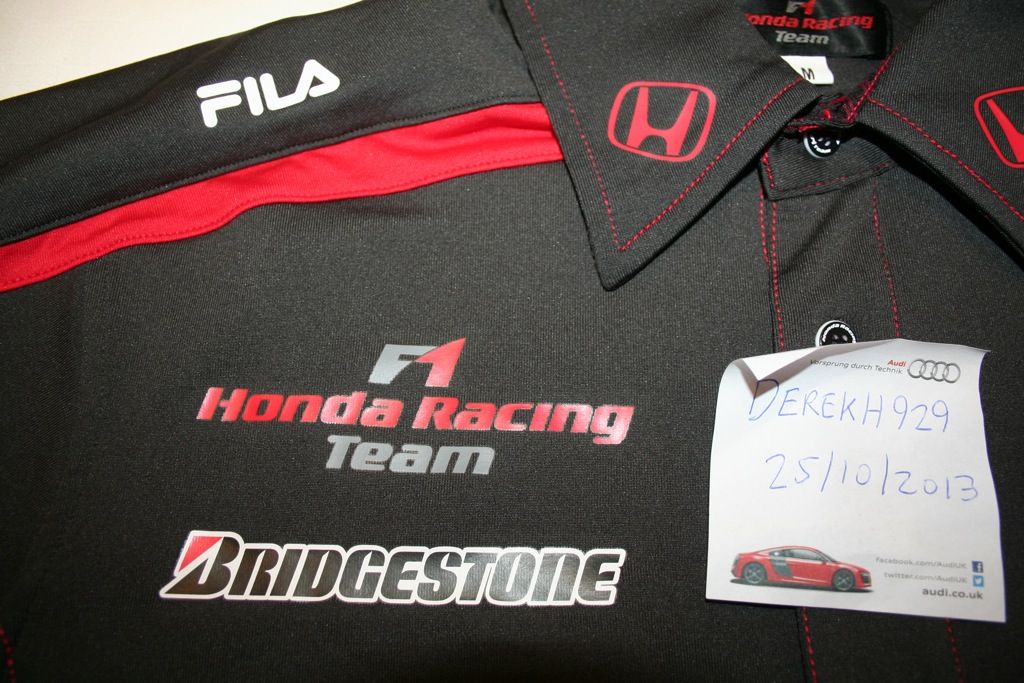 F1
Honda Racing
Team
M
FILA
F1
Honda Racing
Team
BRIDGESTONE
Audi
Vorsprung durch Technik
DEREKH929
25/10/2013
facebook.com/AudiUK
twitter.com/AudiUK
audi.co.uk